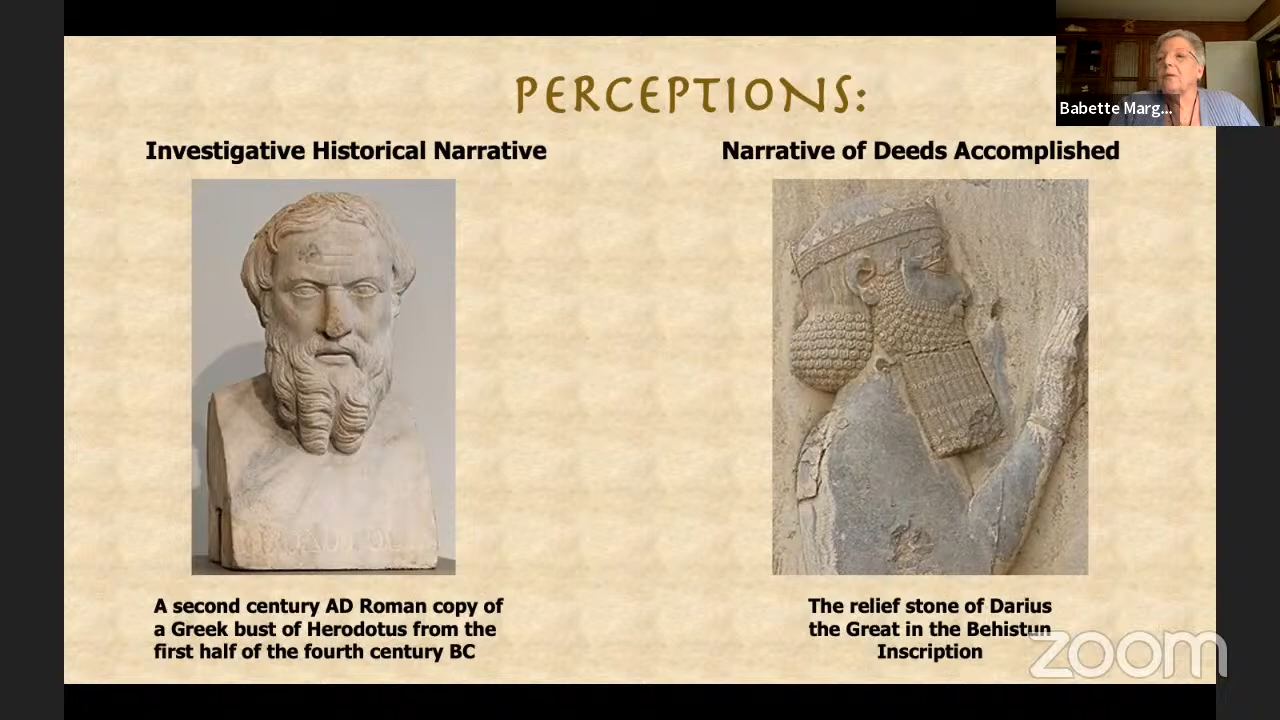 PERCEPTIONS:
Babette Marg...
Investigative Historical Narrative
Narrative of Deeds Accomplished
A second century AD Roman copy of
a Greek bust of Herodotus from the
first half of the fourth century BC
The relief stone of Darius
the Great in the Behistun
Inscription
zoom